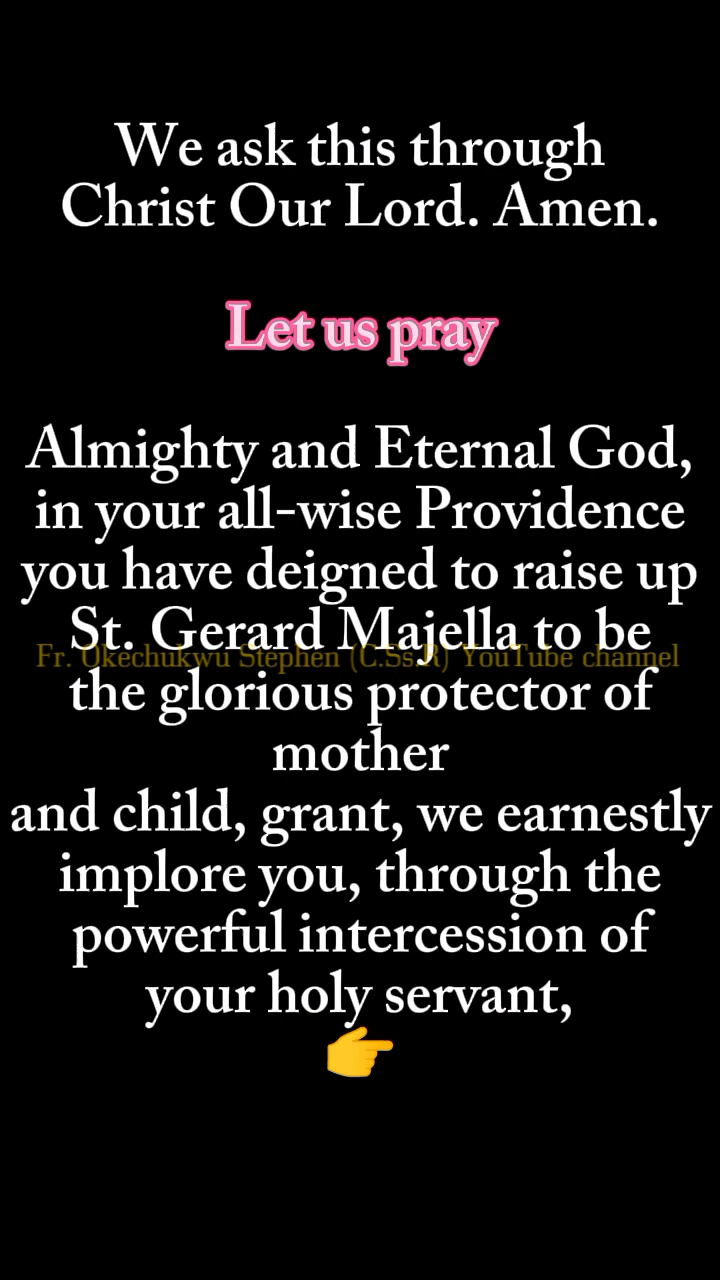 We ask this through
Christ Our Lord. Amen.
Let us pray
Almighty and Eternal God,
in your all-wise Providence
you have deigned to raise up
St. Gerard Majella to be
Fr. Okechukwu Stephen (C.Ss.R) YouTube channel
the glorious protector of
mother
and child, grant, we earnestly
implore you, through the
powerful intercession of
your holy servant,